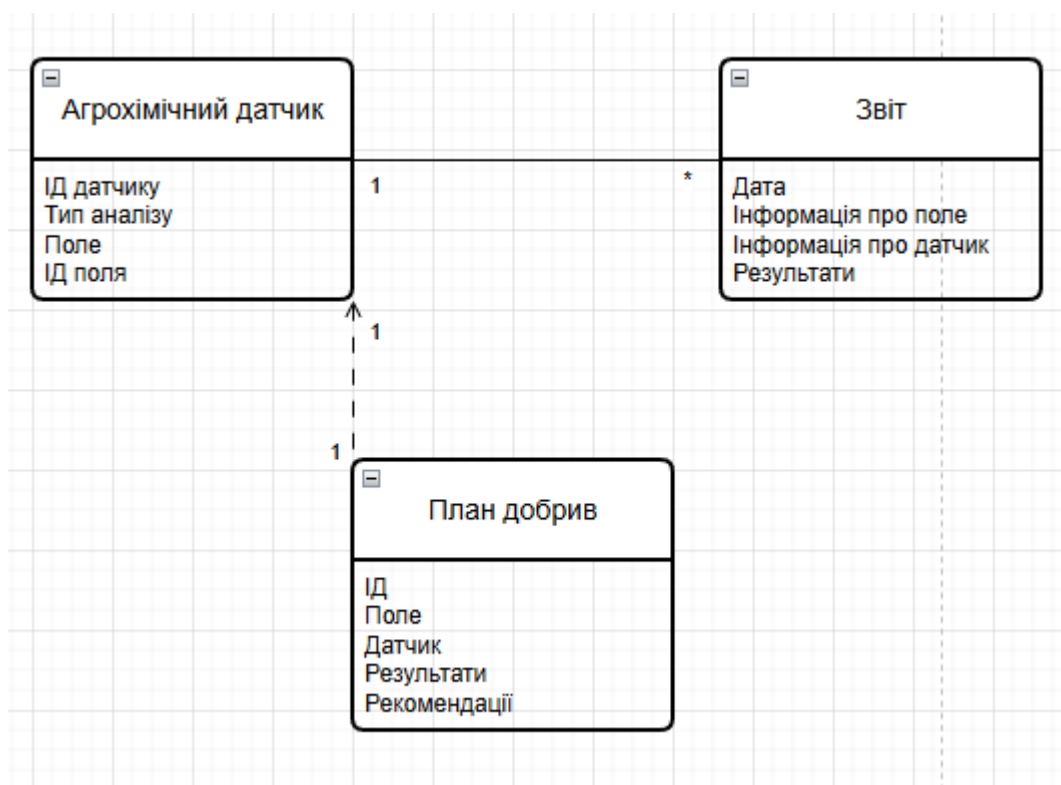 Агрохімічний датчик
ІД датчику
Тип аналізу
Поле
ІД поля
1
*
Звіт
Дата
Інформація про поле
Інформація про датчик
Результати
1
1
План добрив
ІД
Поле
Датчик
Результати
Рекомендації